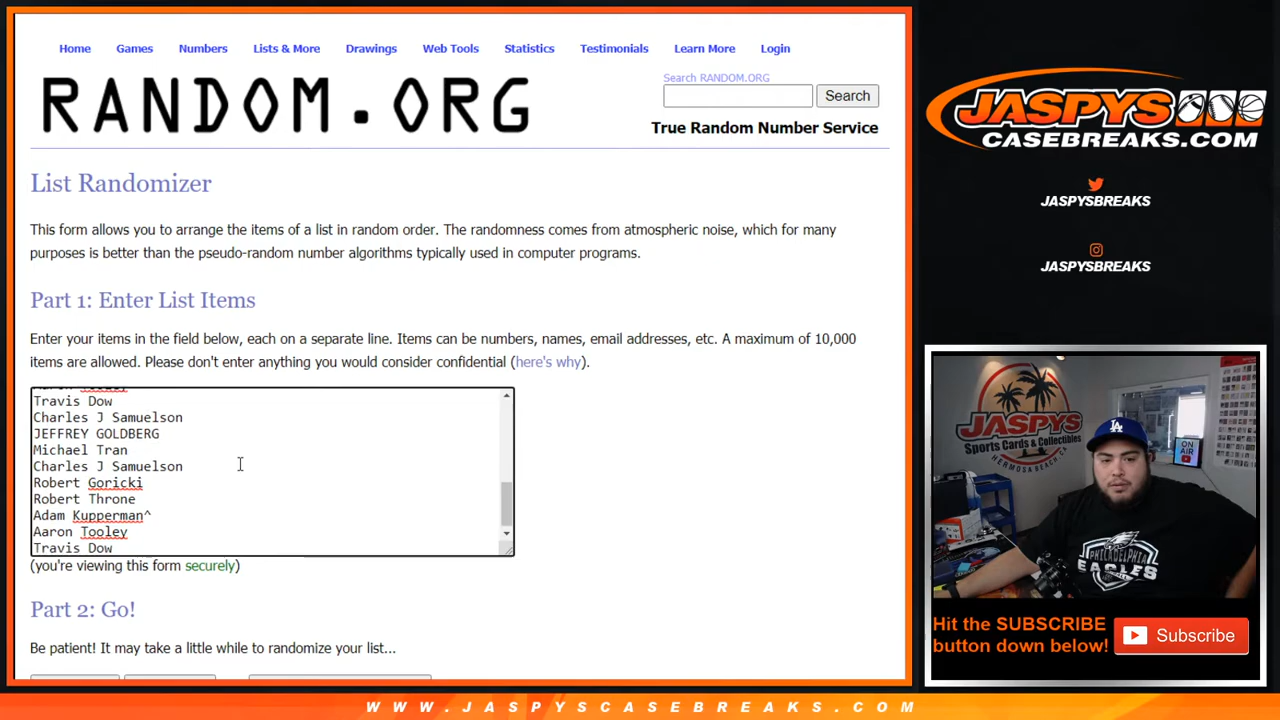 Home Games Numbers Lists & More Drawings Web Tools Statistics Testimonials Learn More Login
RANDOM.ORG
Search RANDOM.ORG
Search
True Random Number Service
List Randomizer
This form allows you to arrange the items of a list in random order. The randomness comes from atmospheric noise, which for many
purposes is better than the pseudo-random number algorithms typically used in computer programs.
Part 1: Enter List Items
Enter your items in the field below, each on a separate line. Items can be numbers, names, email addresses, etc. A maximum of 10,000
items are allowed. Please don't enter anything you would consider confidential (here's why).
Travis Dow
Charles J Samuelson
JEFFREY GOLDBERG
Michael Tran
Charles J Samuelson
Robert Goricki
Robert Throne
Adam Kupperman^
Aaron Tooley
Travis Dow
(you're viewing this form securely)
Part 2: Go!
Be patient! It may take a little while to randomize your list...
JASPYS
CASEBREAKS.COM
JASPYSBREAKS
JASPYSBREAKS
JASPYS
Sports Cards & Collectibles
HERMOSA BEACH, CA
ON AIR
LA
PHILADELPHIA
EAGLES
Hit the SUBSCRIBE
button down below!
Subscribe
WWW.JASPYSCASEBREAKS.COM